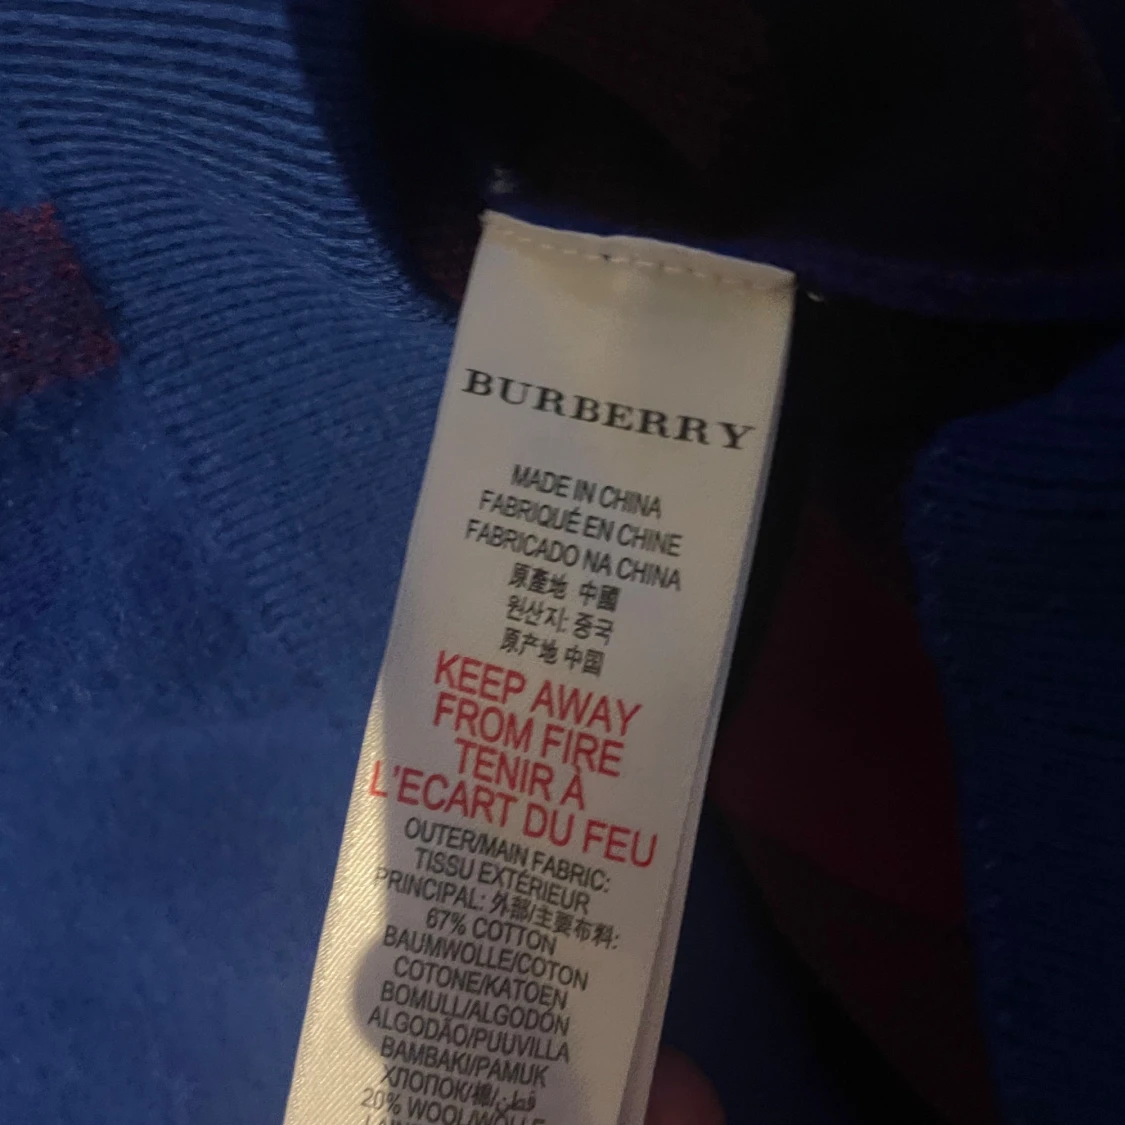 BURBERRY
MADE IN CHINA
FABRIQUÉ EN CHINE
FABRICADO NA CHINA
原產地 中國
원산지: 중국
原产地 中国
KEEP AWAY
FROM FIRE
TENIR À
L'ECART DU FEU
OUTER/MAIN FABRIC:
TISSU EXTÉRIEUR
PRINCIPAL: 外部/主要布料:
67% COTTON
BAUMWOLLE/COTON
COTONE/KATOEN
BOMULL/ALGODÓN
ALGODÃO/PUUVILLA
BAMBAKI/PAMUK
ХЛОПОК/棉/قطن
20% WOOL/WOLLE